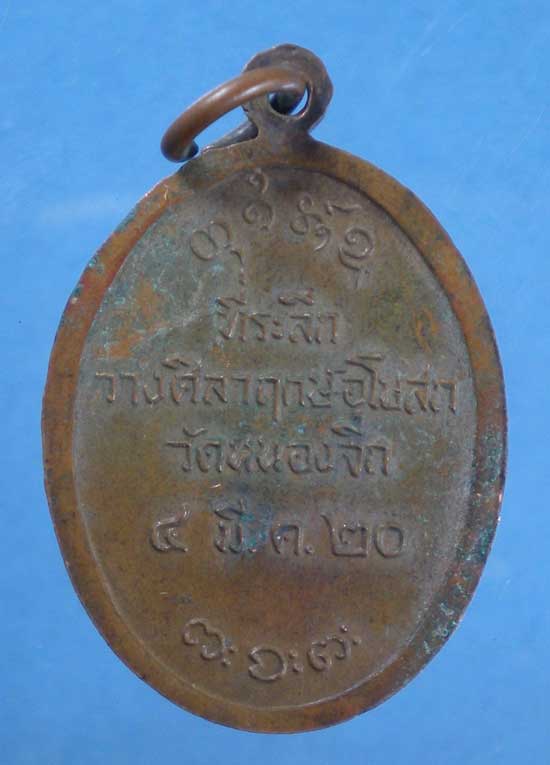 ที่ระลึก
วางศิลาฤกษ์อุโบสถ
วัดหนองจิก
๔ มี.ค.๒๐